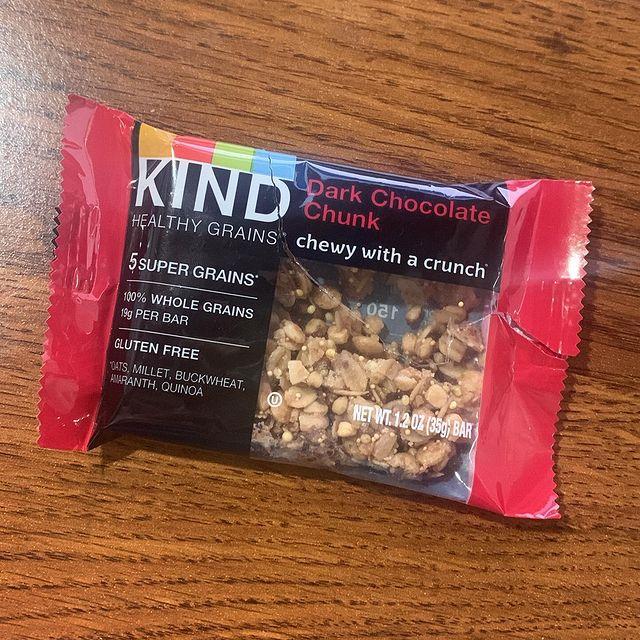 KIND
HEALTHY GRAINS®
Dark Chocolate
Chunk
chewy with a crunch
5 SUPER GRAINS*
100% WHOLE GRAINS
19g PER BAR
GLUTEN FREE
*OATS, MILLET, BUCKWHEAT,
AMARANTH, QUINOA
U
150
NET WT. 1.2 OZ (35g) BAR